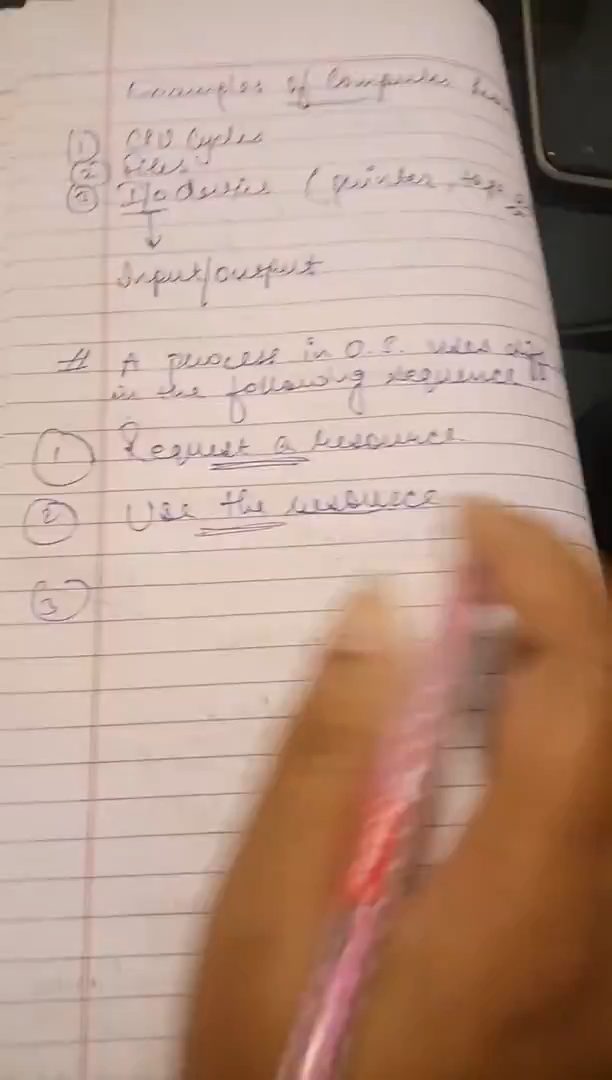 Examples of Computer
① CPU Cycles
② Files
③ I/o devices (printer, tape
Input/output
# A process in O.S. uses diff
in the following sequence :-
① Request a resource
② Use the resource
③